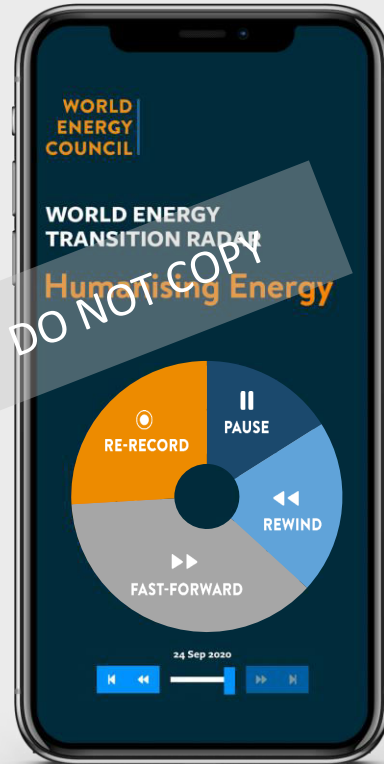 WORLD
ENERGY
COUNCIL
WORLD ENERGY
TRANSITION RADAR
Humanising Energy
DO NOT COPY
RE-RECORD
PAUSE
REWIND
FAST-FORWARD
24 Sep 2020